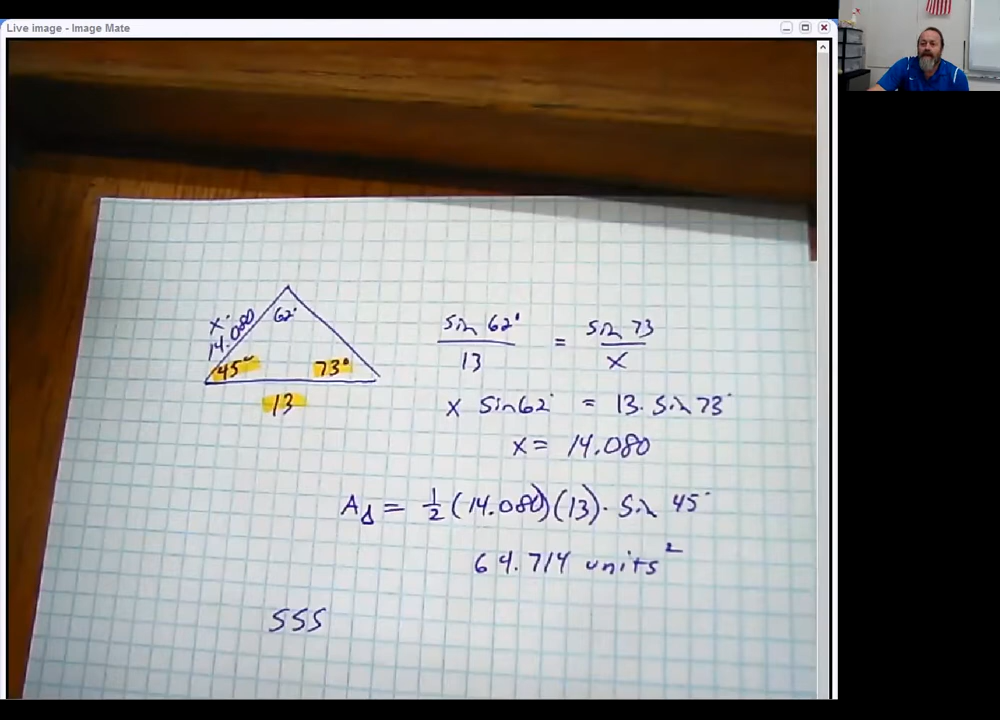 Live image - Image Mate
x
14.080
62°
45°
73°
13
sin 62° / 13 = sin 73 / x
x sin 62° = 13 · sin 73°
x = 14.080
A△ = 1/2 (14.080)(13) · sin 45°
64.714 units²
SSS